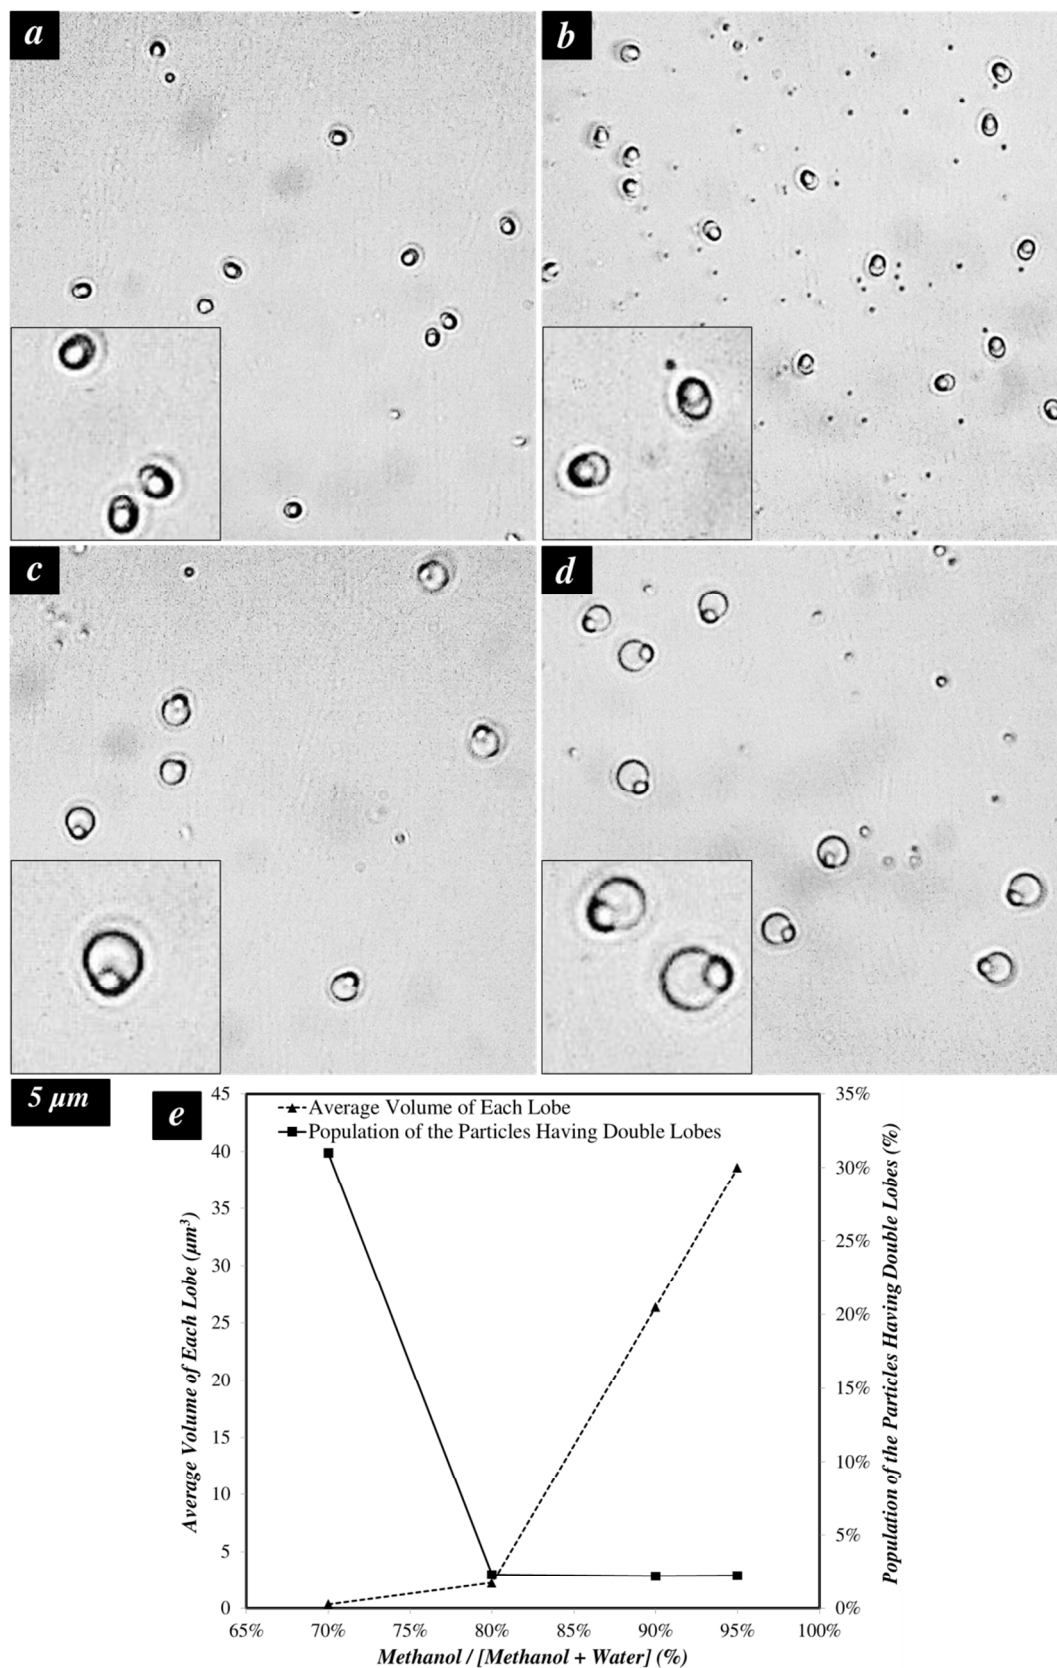 a
b
c
d
5 μm
e
Average Volume of Each Lobe
Population of the Particles Having Double Lobes
45
40
35
30
25
20
15
10
5
0
Average Volume of Each Lobe (μm³)
35%
30%
25%
20%
15%
10%
5%
0%
Population of the Particles Having Double Lobes (%)
65% 70% 75% 80% 85% 90% 95% 100%
Methanol / [Methanol + Water] (%)